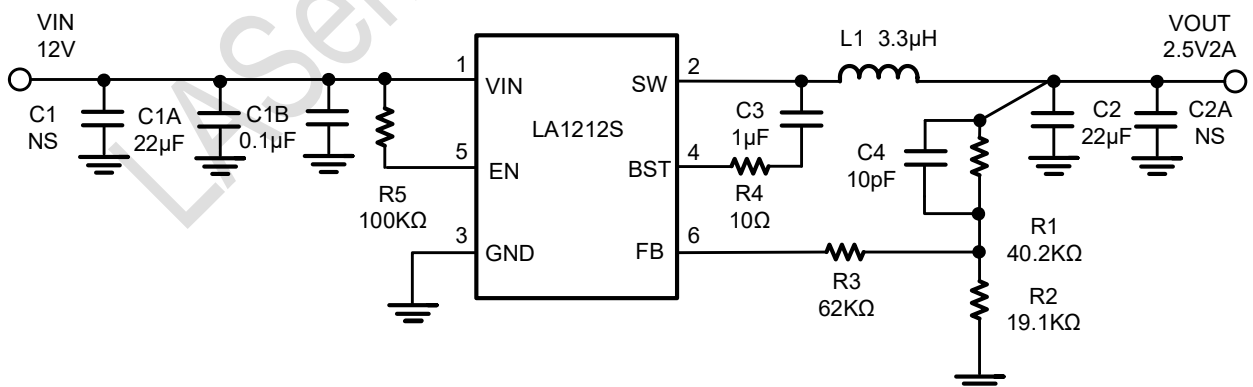 VIN
12V
C1
NS
C1A
22µF
C1B
0.1µF
R5
100KΩ
1
VIN
5
EN
3
GND
LA1212S
2
SW
4
BST
6
FB
L1 3.3µH
C3
1µF
R4
10Ω
R3
62KΩ
C4
10pF
R1
40.2KΩ
R2
19.1KΩ
C2
22µF
C2A
NS
VOUT
2.5V2A
LASe